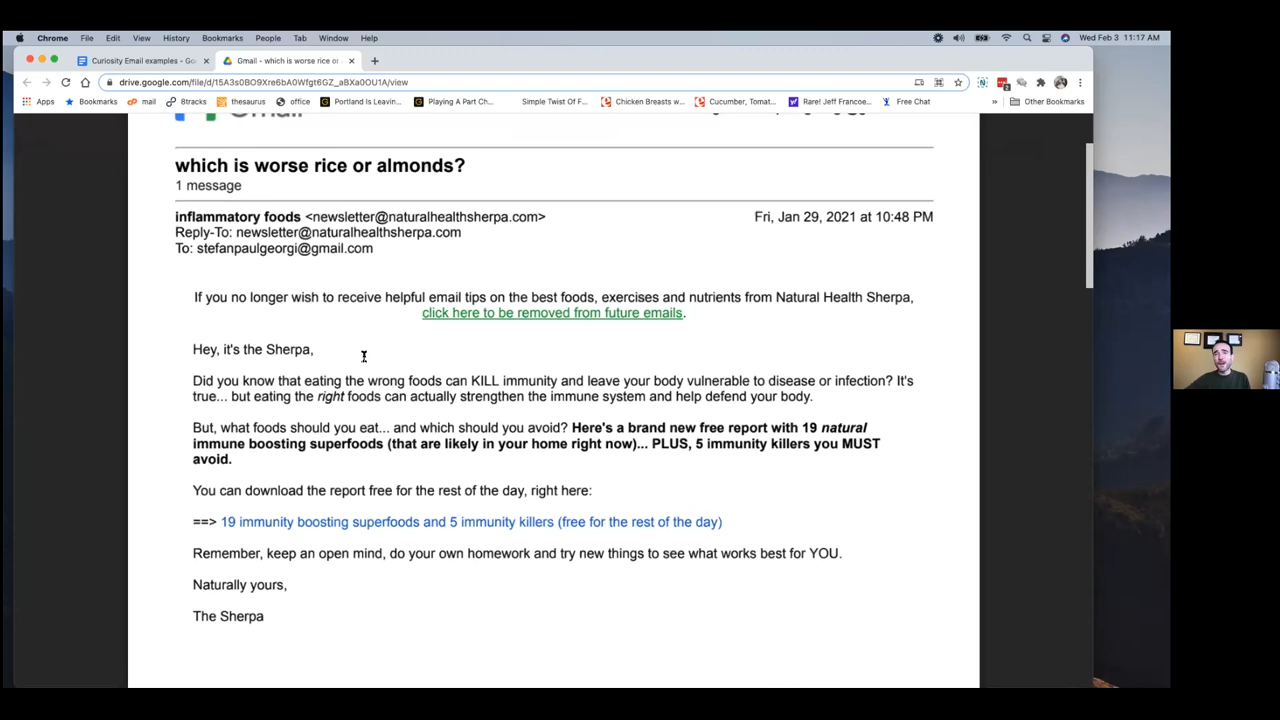 Chrome File Edit View History Bookmarks People Tab Window Help Wed Feb 3 11:17 AM
Curiosity Email examples - Go Gmail - which is worse rice or
drive.google.com/file/d/15A3s0BO9Xre6bA0Wfgt6GZ_aBXa0OU1A/view
Apps Bookmarks mail 8tracks thesaurus office Portland Is Leavin... Playing A Part Ch... Simple Twist Of F... Chicken Breasts w... Cucumber, Tomat... Rare! Jeff Francoe... Free Chat » Other Bookmarks
Gmail
which is worse rice or almonds?
1 message
inflammatory foods <newsletter@naturalhealthsherpa.com> Fri, Jan 29, 2021 at 10:48 PM
Reply-To: newsletter@naturalhealthsherpa.com
To: stefanpaulgeorgi@gmail.com
If you no longer wish to receive helpful email tips on the best foods, exercises and nutrients from Natural Health Sherpa,
click here to be removed from future emails.
Hey, it's the Sherpa,
Did you know that eating the wrong foods can KILL immunity and leave your body vulnerable to disease or infection? It's
true... but eating the right foods can actually strengthen the immune system and help defend your body.
But, what foods should you eat... and which should you avoid? Here's a brand new free report with 19 natural
immune boosting superfoods (that are likely in your home right now)... PLUS, 5 immunity killers you MUST
avoid.
You can download the report free for the rest of the day, right here:
==> 19 immunity boosting superfoods and 5 immunity killers (free for the rest of the day)
Remember, keep an open mind, do your own homework and try new things to see what works best for YOU.
Naturally yours,
The Sherpa